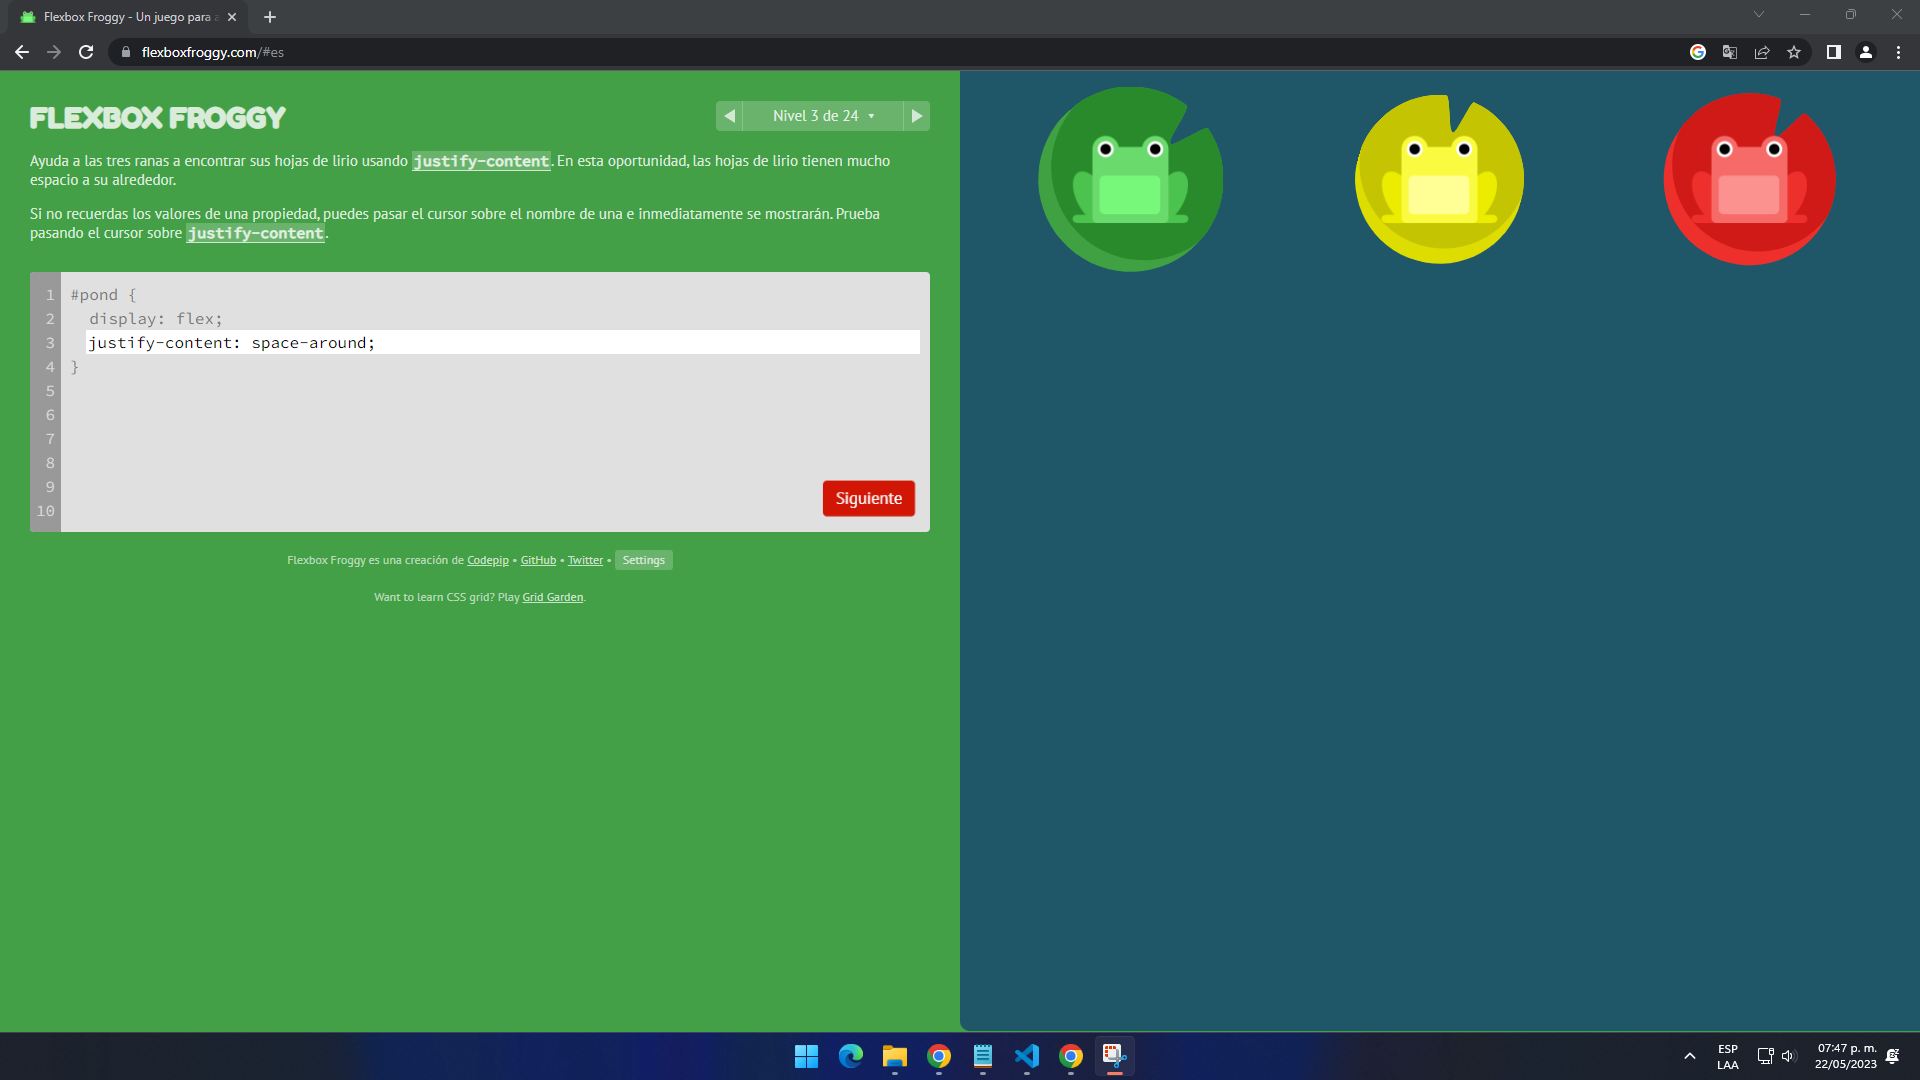 Flexbox Froggy - Un juego para a
flexboxfroggy.com/#es
FLEXBOX FROGGY
Nivel 3 de 24
Ayuda a las tres ranas a encontrar sus hojas de lirio usando justify-content. En esta oportunidad, las hojas de lirio tienen mucho
espacio a su alrededor.
Si no recuerdas los valores de una propiedad, puedes pasar el cursor sobre el nombre de una e inmediatamente se mostrarán. Prueba
pasando el cursor sobre justify-content.
1 #pond {
2 display: flex;
3 justify-content: space-around;
4 }
5
6
7
8
9
10
Siguiente
Flexbox Froggy es una creación de Codepip • GitHub • Twitter • Settings
Want to learn CSS grid? Play Grid Garden.
ESP
LAA
07:47 p. m.
22/05/2023